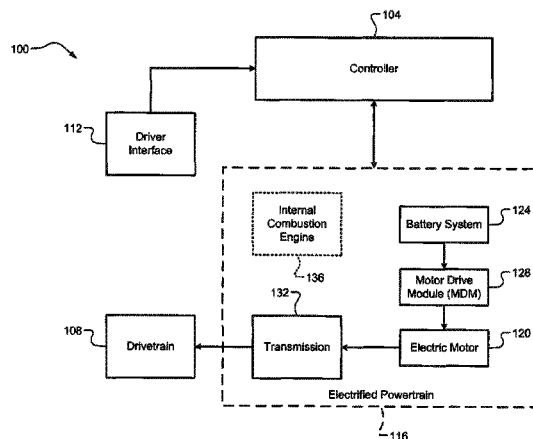 104
100
Controller
112
Driver
Interface
Internal
Combustion
Engine
136
Battery System
124
Motor Drive
Module (MDM)
128
132
108
Drivetrain
Transmission
Electric Motor
120
Electrified Powertrain
116